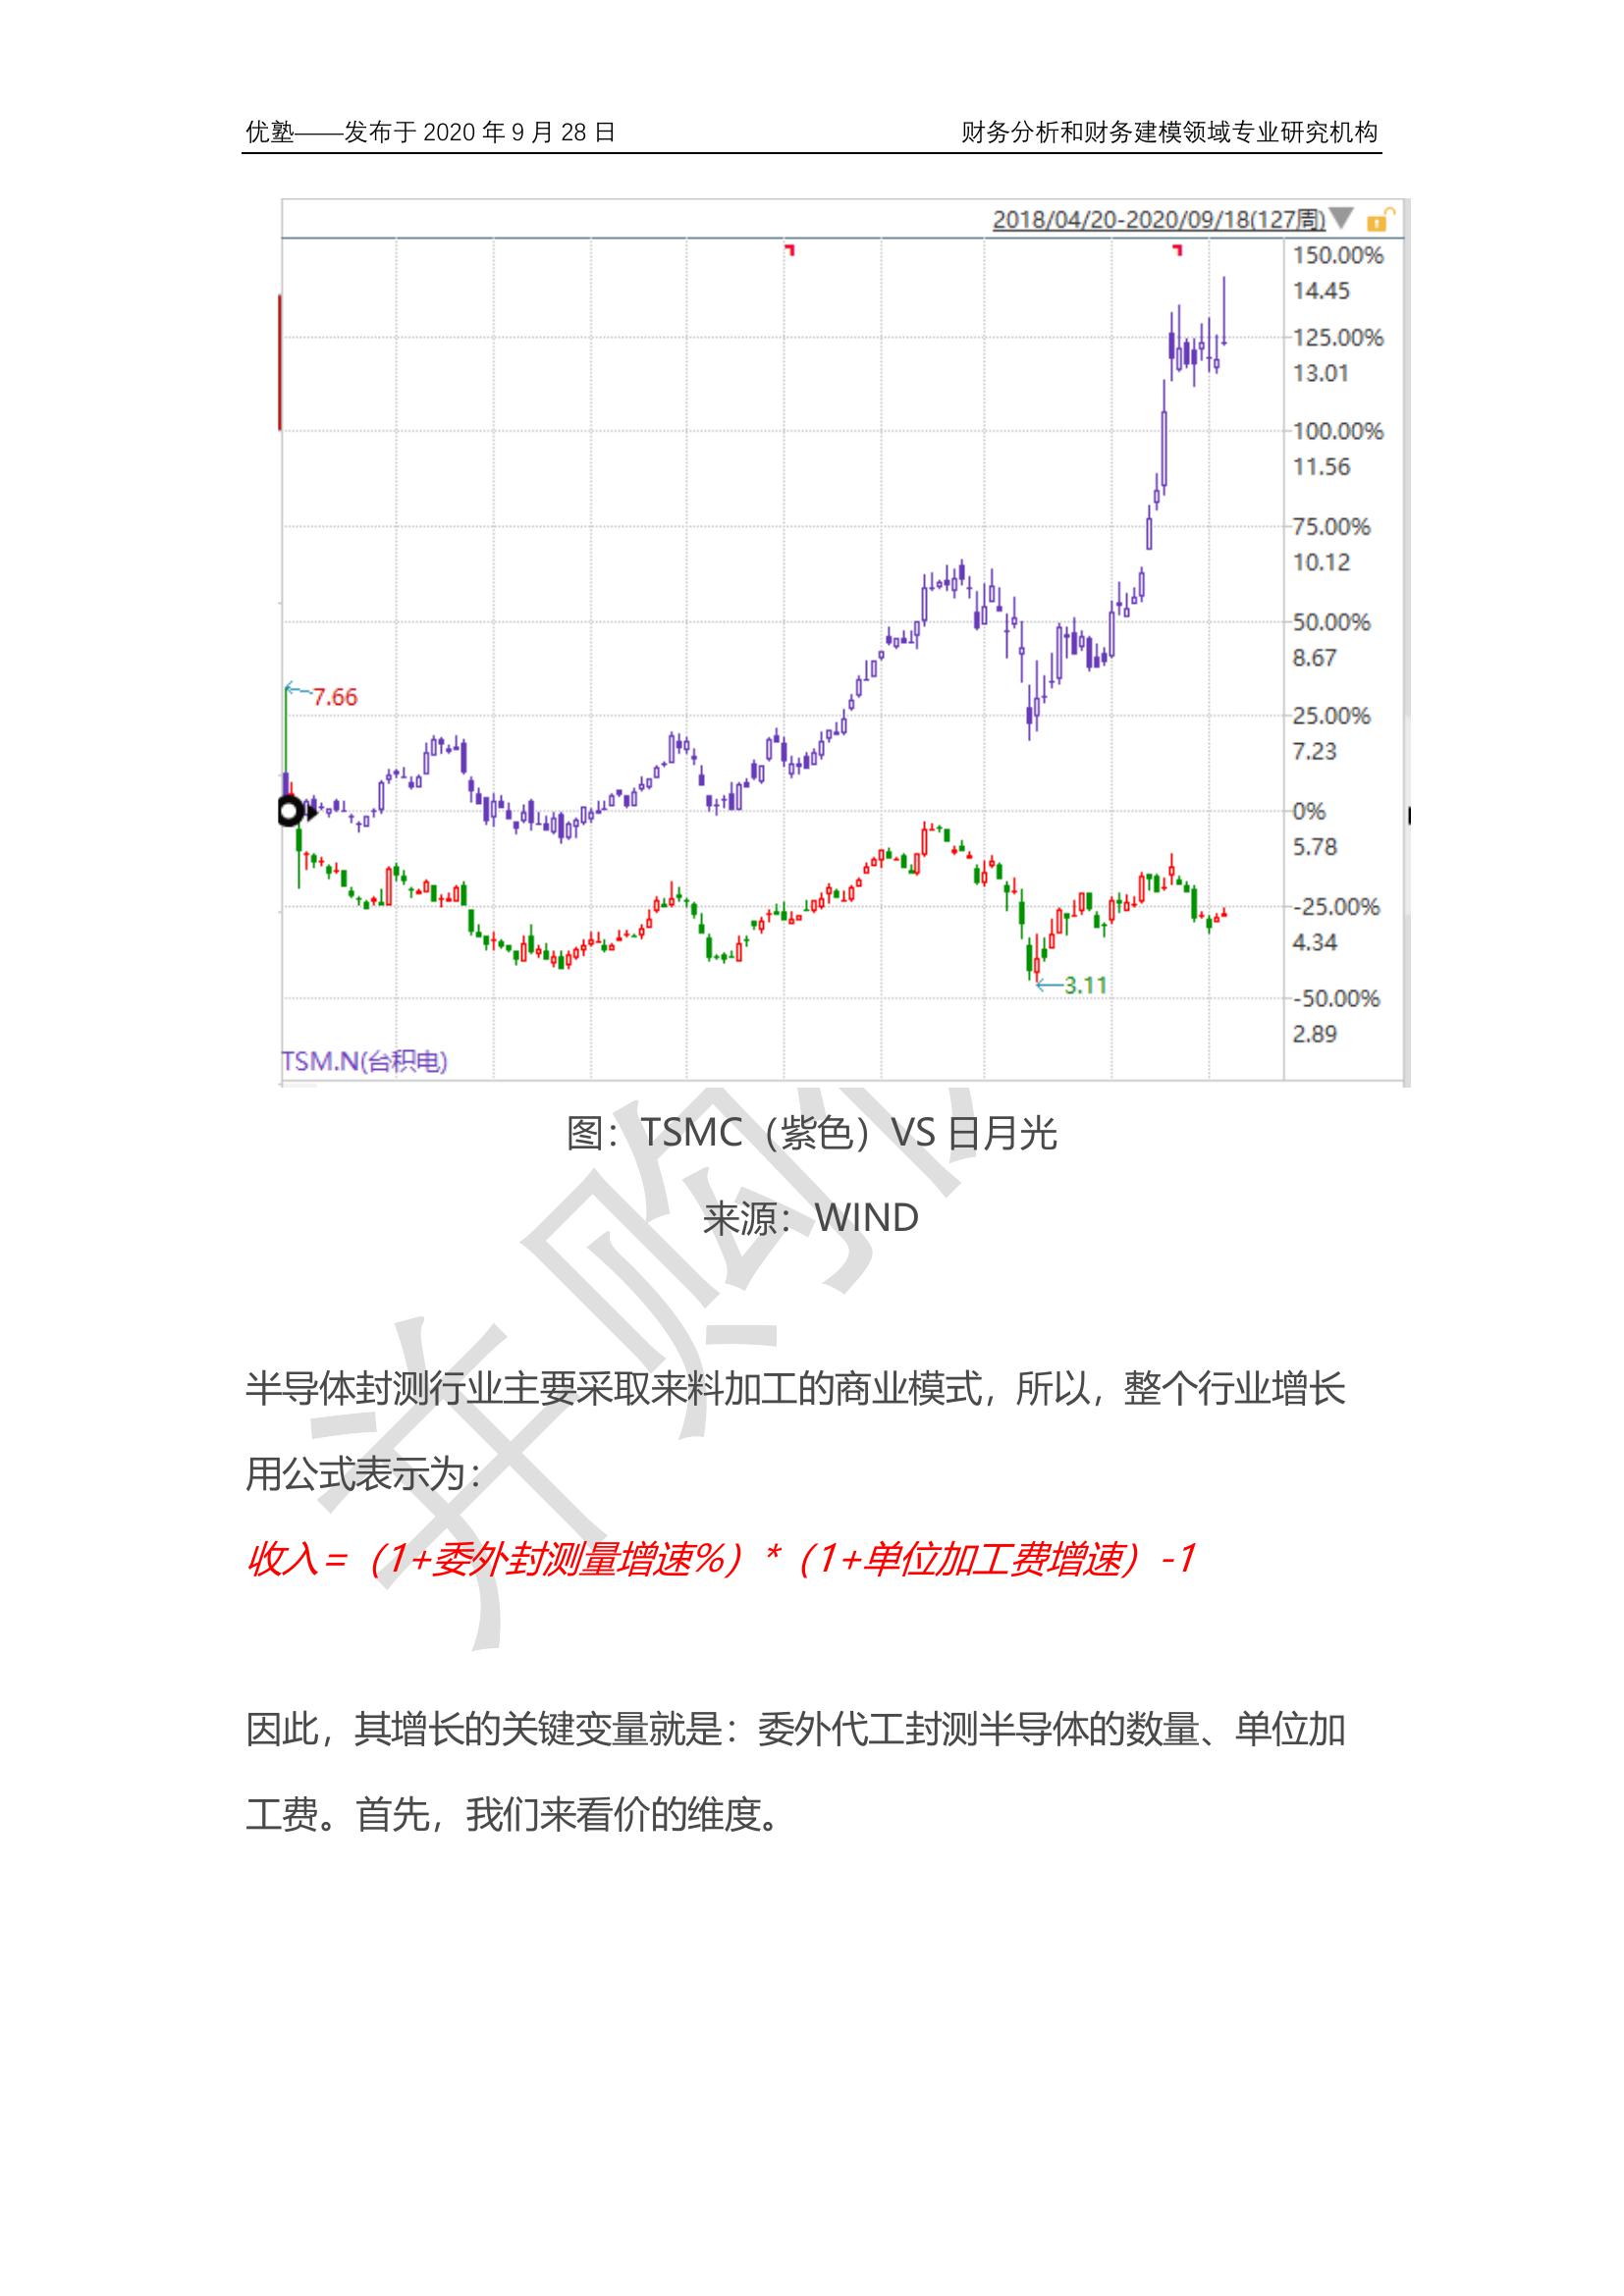 优塾——发布于 2020 年 9 月 28 日
财务分析和财务建模领域专业研究机构
2018/04/20-2020/09/18(127周)
150.00%
14.45
125.00%
13.01
100.00%
11.56
75.00%
10.12
50.00%
8.67
25.00%
7.23
0%
5.78
-25.00%
4.34
-50.00%
2.89
7.66
3.11
TSM.N(台积电)
图：TSMC（紫色）VS 日月光
来源：WIND
半导体封测行业主要采取来料加工的商业模式，所以，整个行业增长
用公式表示为：
收入=（1+委外封测量增速%）*（1+单位加工费增速）-1
因此，其增长的关键变量就是：委外代工封测半导体的数量、单位加
工费。首先，我们来看价的维度。
并购